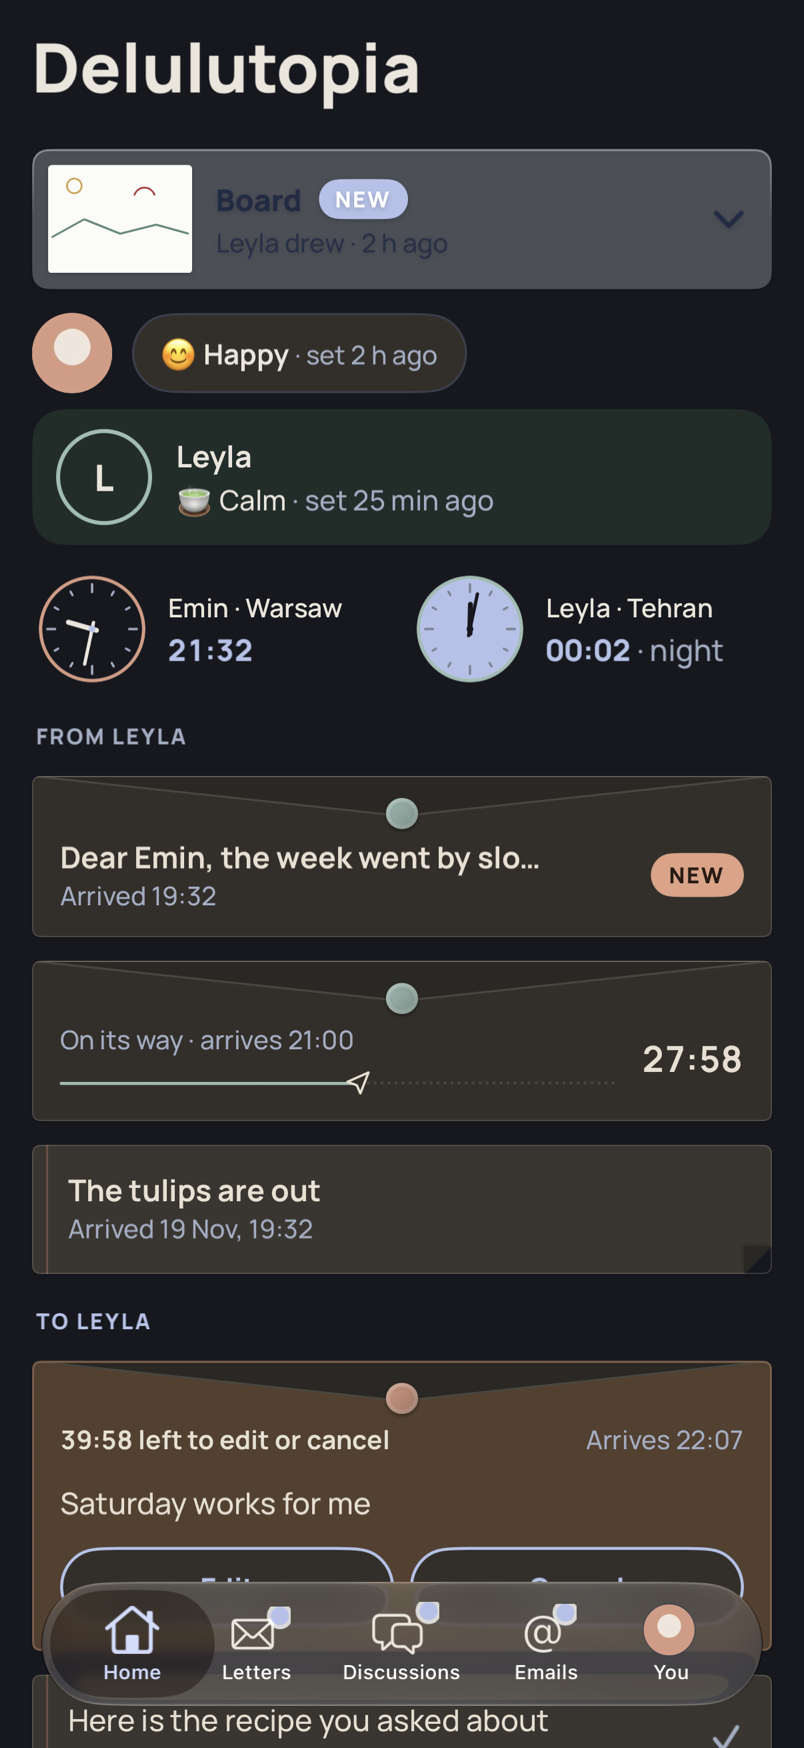 Delulutopia
Board NEW
Leyla drew · 2 h ago
😊 Happy · set 2 h ago
L
Leyla
🍵 Calm · set 25 min ago
Emin · Warsaw
21:32
Leyla · Tehran
00:02 · night
FROM LEYLA
Dear Emin, the week went by slo...
Arrived 19:32
NEW
On its way · arrives 21:00
27:58
The tulips are out
Arrived 19 Nov, 19:32
TO LEYLA
39:58 left to edit or cancel
Arrives 22:07
Saturday works for me
Home
Letters
Discussions
Emails
You
Here is the recipe you asked about